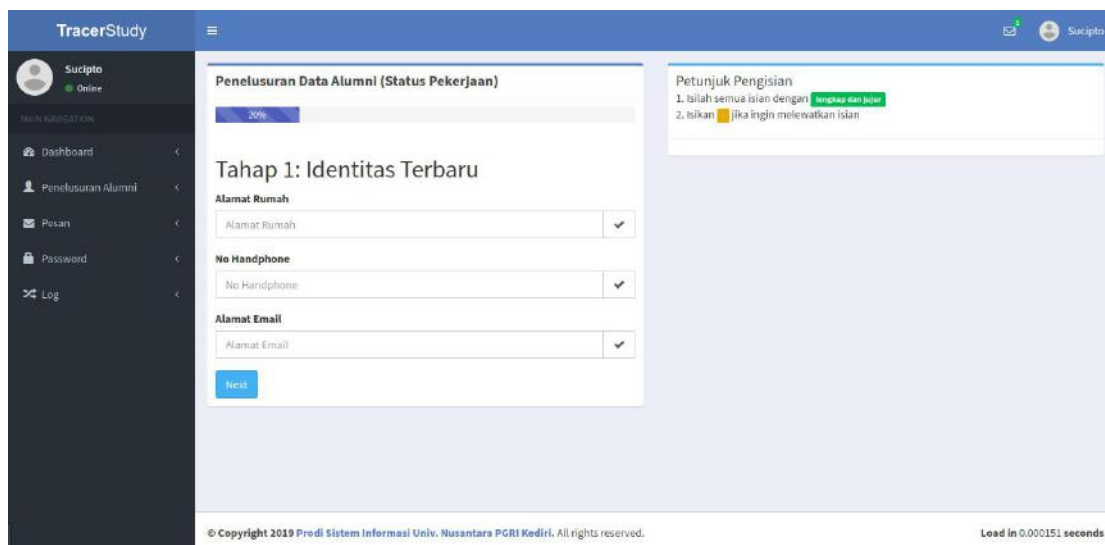 TracerStudy
Sucipto
Sucipto
Online
MAIN NAVIGATION
Dashboard
Penelusuran Alumni
Pesan
Password
Log
Penelusuran Data Alumni (Status Pekerjaan)
20%
Tahap 1: Identitas Terbaru
Alamat Rumah
Alamat Rumah
No Handphone
No Handphone
Alamat Email
Alamat Email
Next
Petunjuk Pengisian
1. Isilah semua isian dengan lengkap dan jujur
2. Isikan - jika ingin melewatkan isian
© Copyright 2019 Prodi Sistem Informasi Univ. Nusantara PGRI Kediri. All rights reserved.
Load in 0.000151 seconds